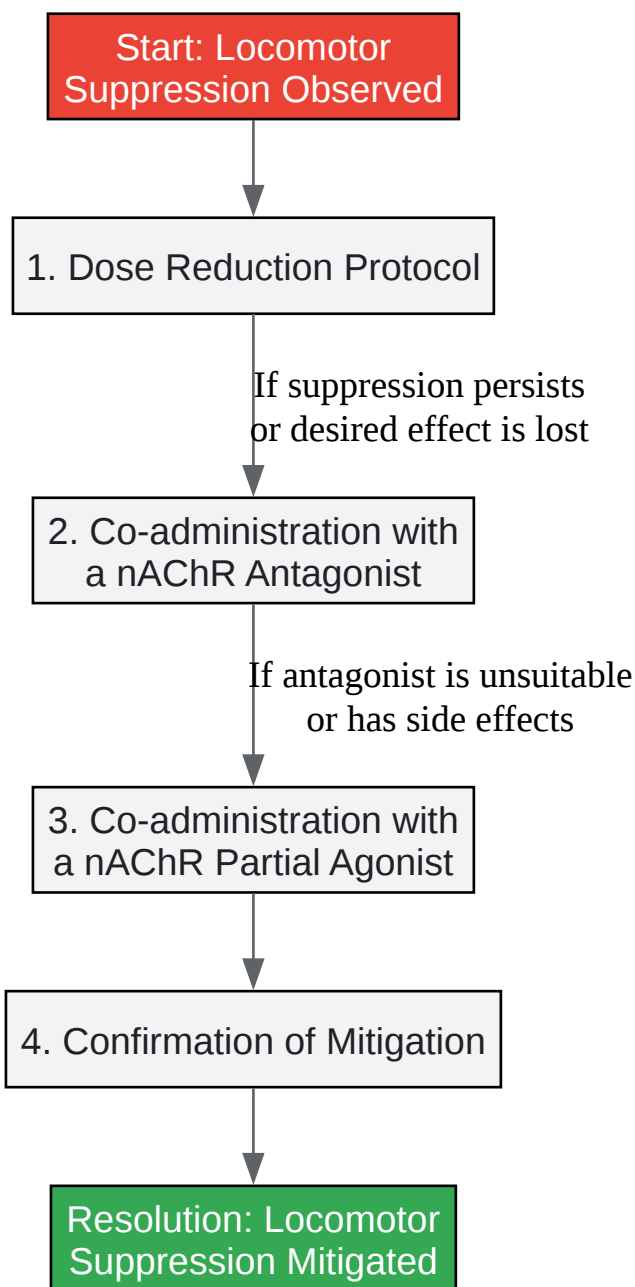 Start: Locomotor
Suppression Observed
1. Dose Reduction Protocol
If suppression persists
or desired effect is lost
2. Co-administration with
a nAChR Antagonist
If antagonist is unsuitable
or has side effects
3. Co-administration with
a nAChR Partial Agonist
4. Confirmation of Mitigation
Resolution: Locomotor
Suppression Mitigated